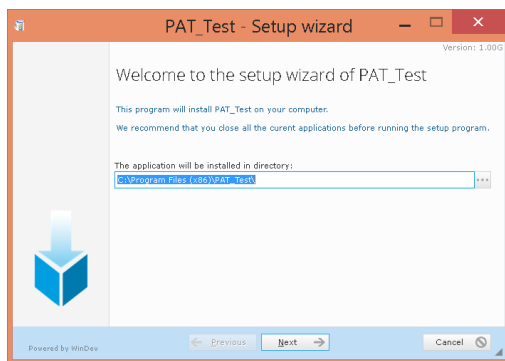 PAT_Test - Setup wizard
Version: 1.00G
Welcome to the setup wizard of PAT_Test
This program will install PAT_Test on your computer.
We recommend that you close all the curent applications before running the setup program.
The application will be installed in directory:
C:\Program Files (x86)\PAT_Test\
...
Powered by WinDev
Previous
Next
Cancel